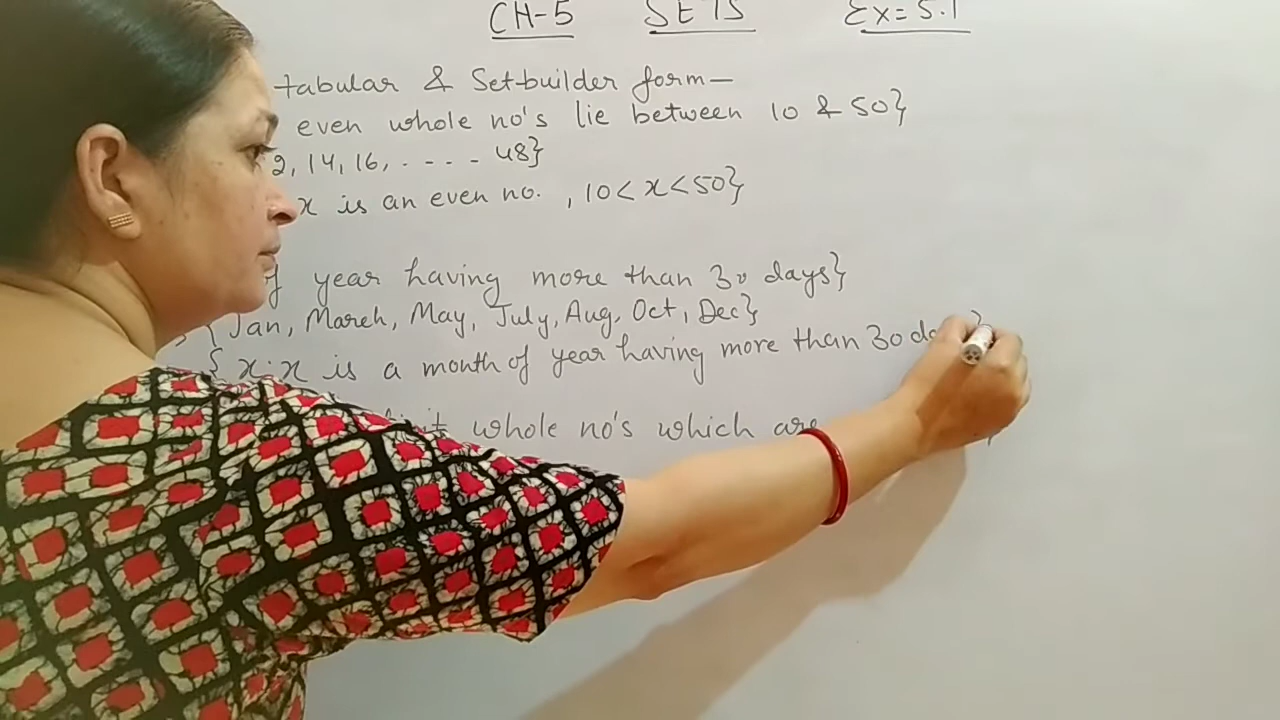 CH-5 SETS Ex=5.1
tabular & Set-builder form—
even whole no's lie between 10 & 50}
2, 14, 16, . - - - . 48}
x is an even no. , 10 < x < 50}
of year having more than 30 days}
{Jan, March, May, July, Aug, Oct, Dec}
{x:x is a month of year having more than 30 }
whole no's which are